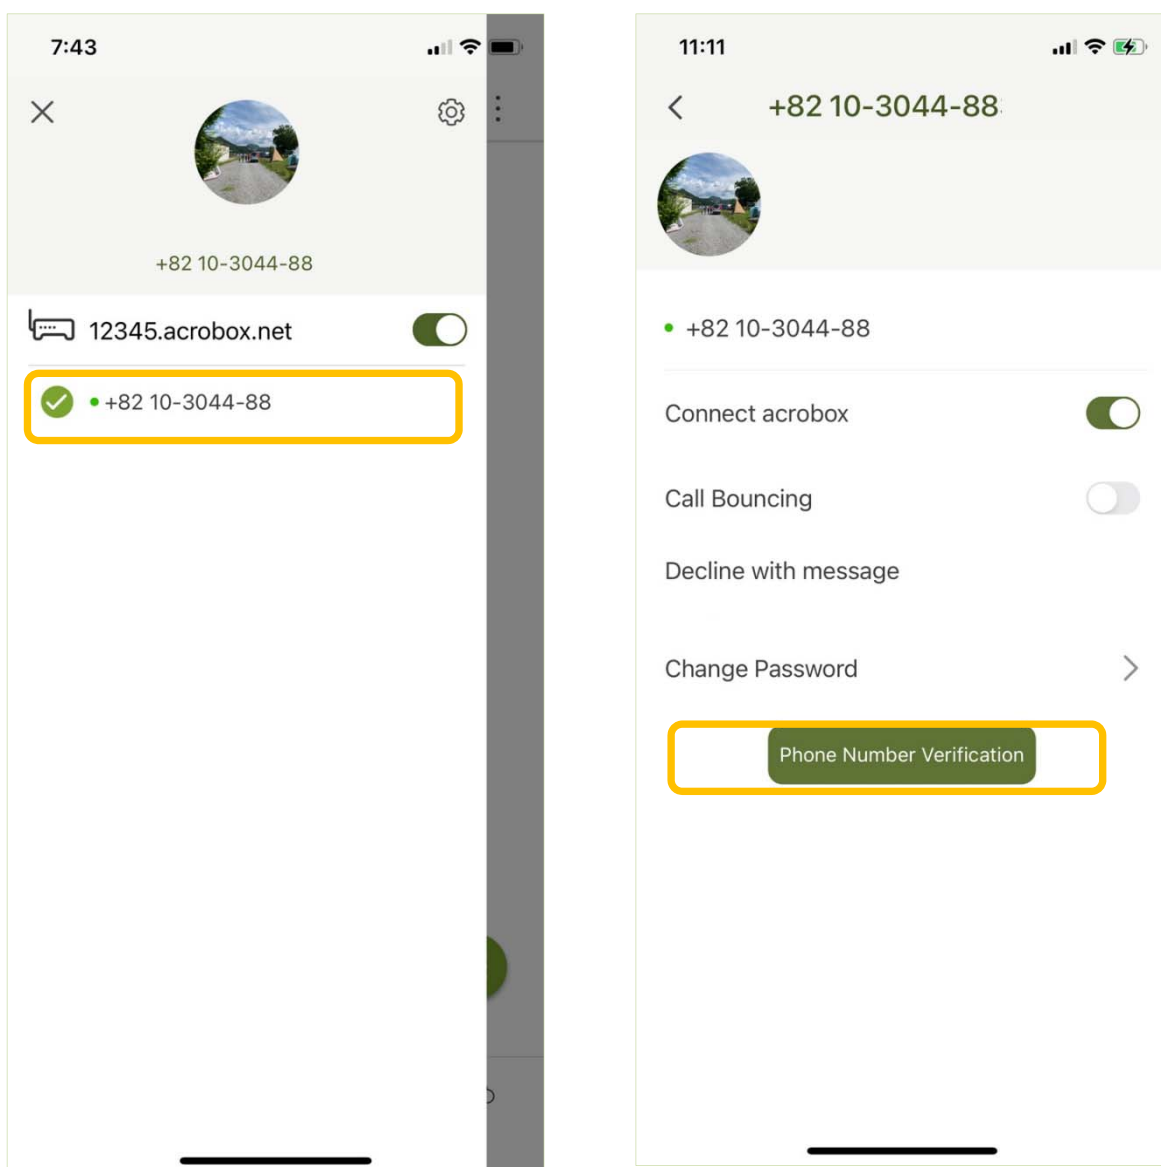 7:43
+82 10-3044-88
12345.acrobox.net
+82 10-3044-88
11:11
+82 10-3044-88
+82 10-3044-88
Connect acrobox
Call Bouncing
Decline with message
Change Password
Phone Number Verification